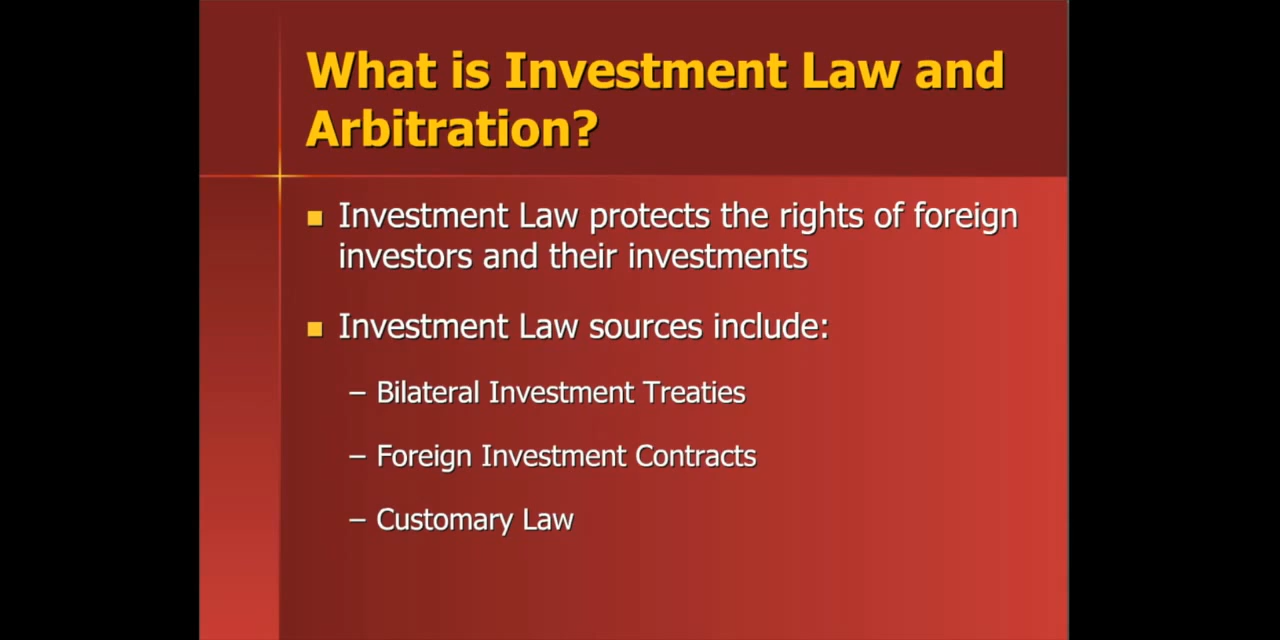 What is Investment Law and
Arbitration?
Investment Law protects the rights of foreign
investors and their investments
Investment Law sources include:
– Bilateral Investment Treaties
– Foreign Investment Contracts
– Customary Law